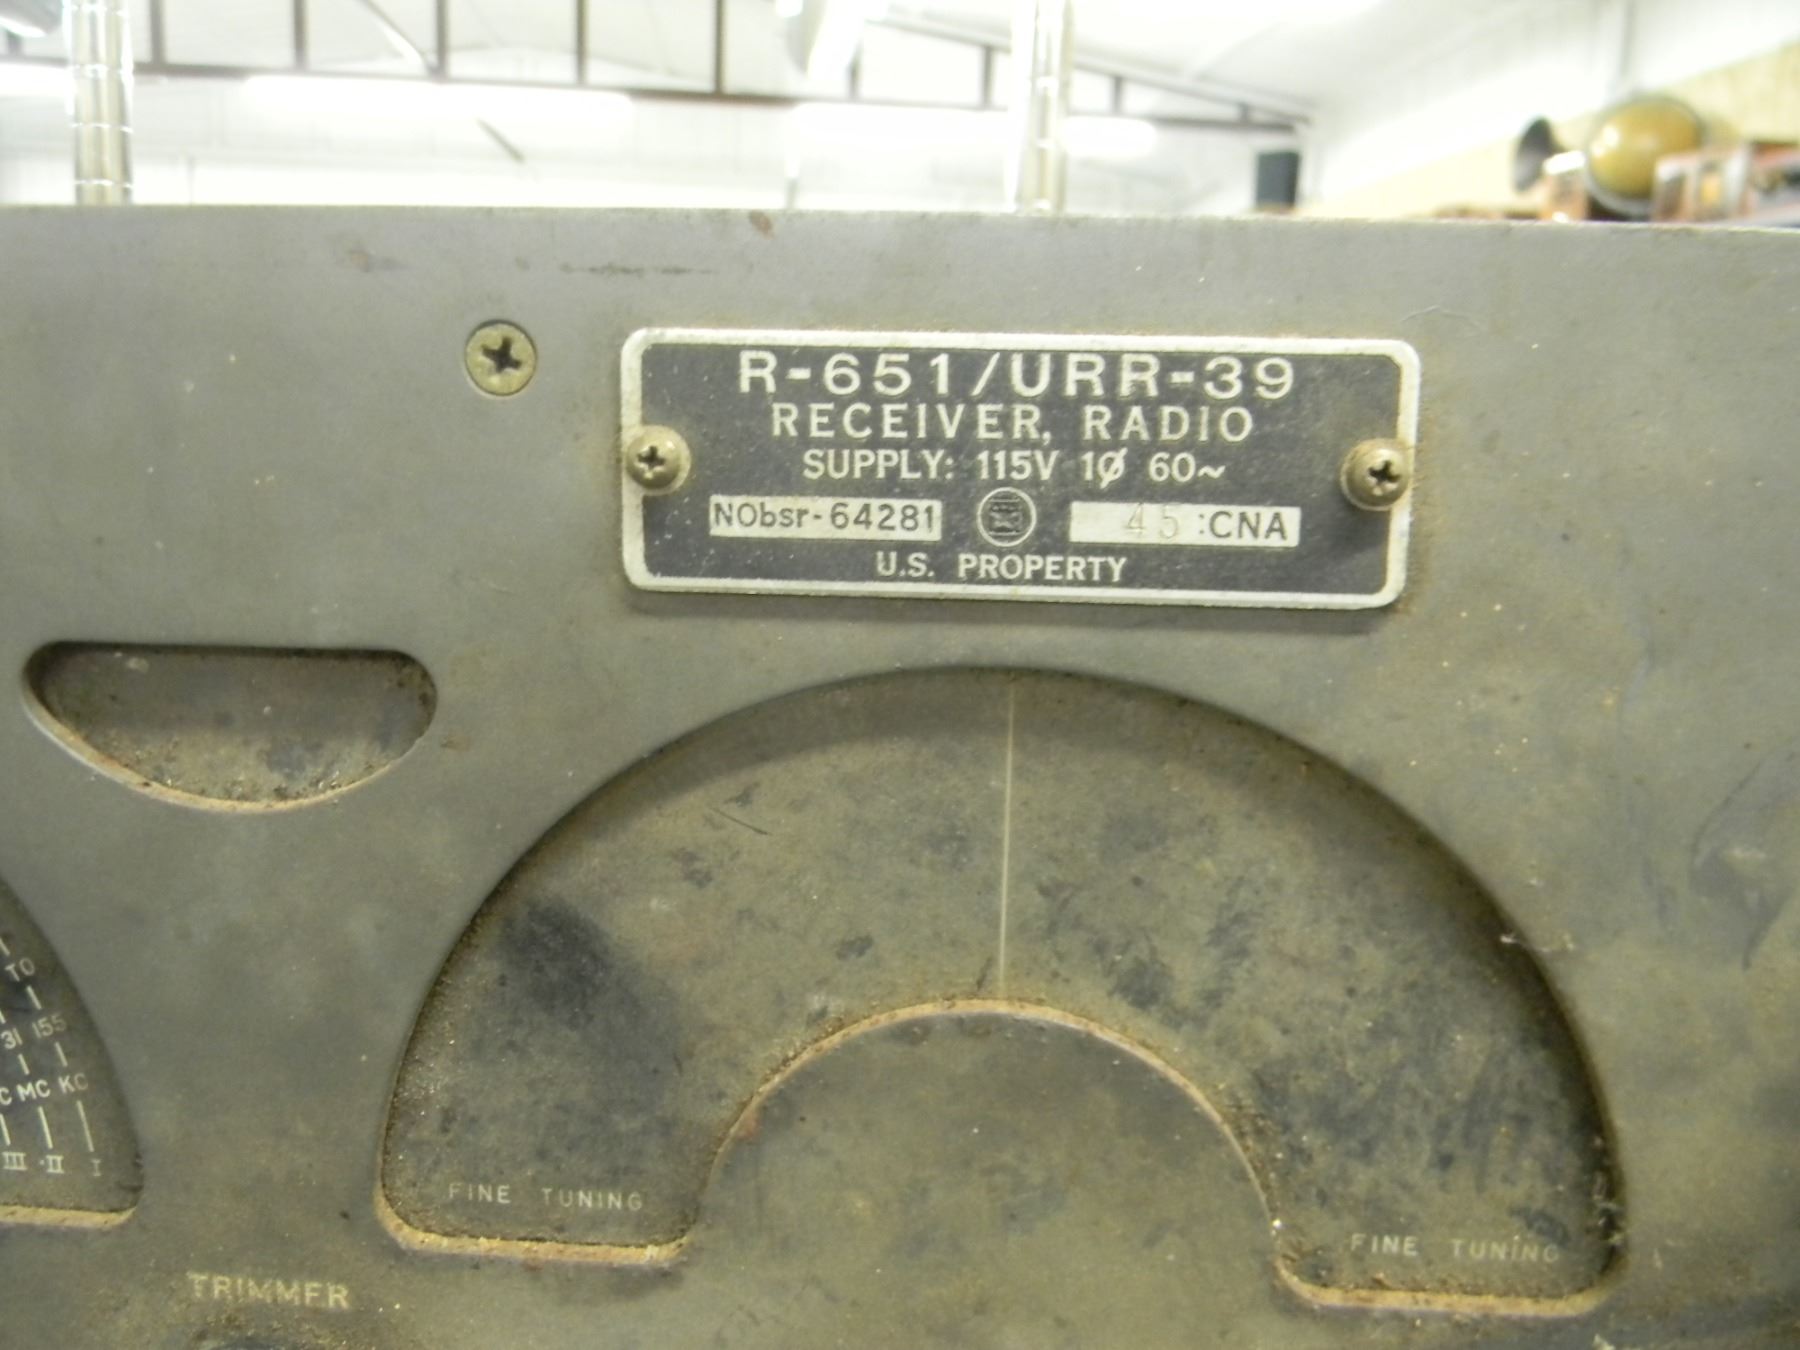 R-651/URR-39
RECEIVER, RADIO
SUPPLY: 115V 1Ø 60~
NObsr-64281 45 :CNA
U.S. PROPERTY
TO
31 155
C MC KC
III II I
FINE TUNING
FINE TUNING
TRIMMER